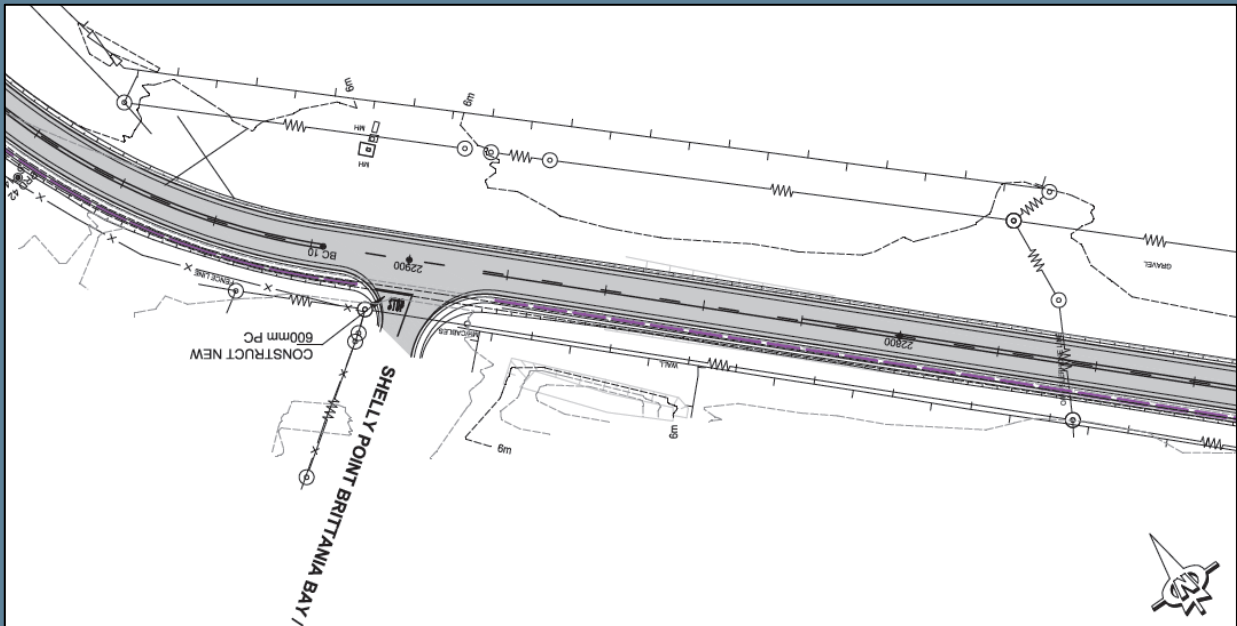 6m
6m
MH
MH
42
BC 10
22900
GRAVEL
FENCE LINE
STOP
CONSTRUCT NEW
600mm PC
CABLES
22800
WALL
6m
6m
SHELLY POINT BRITTANIA BAY
N